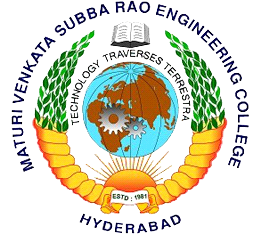 MATURI VENKATA SUBBA RAO ENGINEERING COLLEGE
TECHNOLOGY TRAVERSES TERRESTRA
ESTD : 1981
HYDERABAD